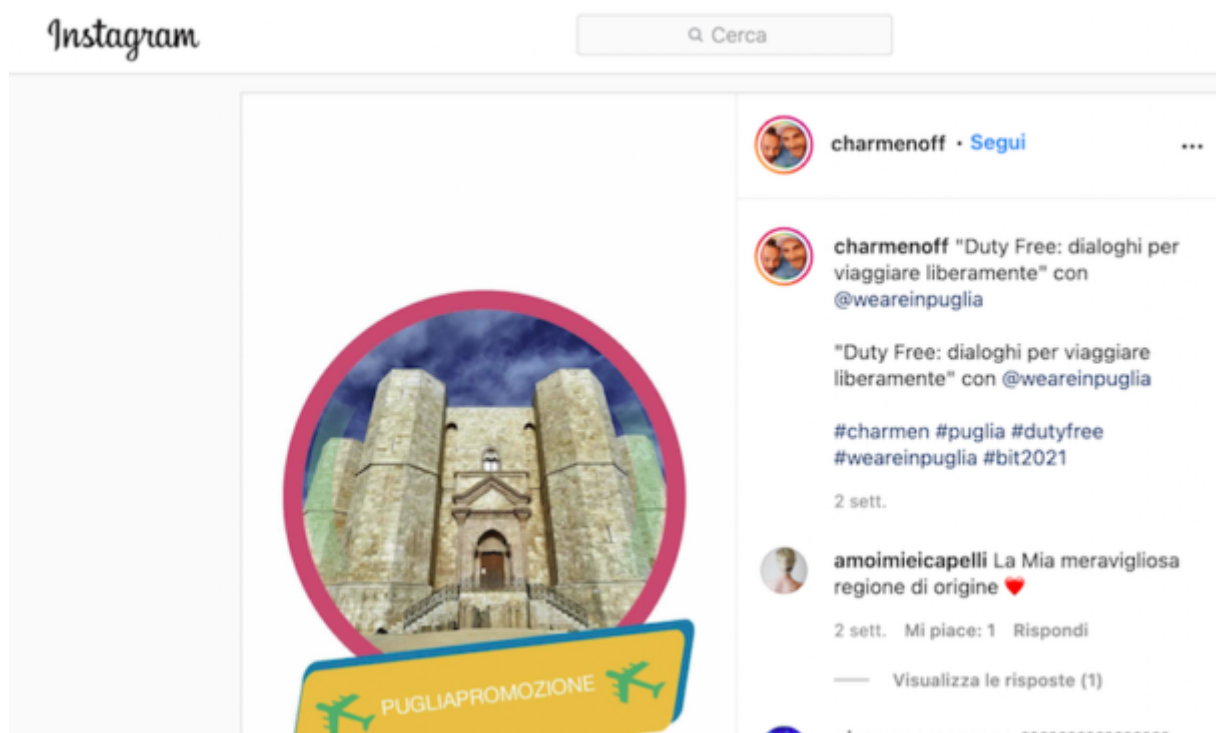 Instagram
Cerca
charmenoff • Segui
...
charmenoff "Duty Free: dialoghi per
viaggiare liberamente" con
@weareinpuglia
"Duty Free: dialoghi per viaggiare
liberamente" con @weareinpuglia
#charmen #puglia #dutyfree
#weareinpuglia #bit2021
2 sett.
amoimieicapelli La Mia meravigliosa
regione di origine ❤️
2 sett. Mi piace: 1 Rispondi
Visualizza le risposte (1)
PUGLIAPROMOZIONE